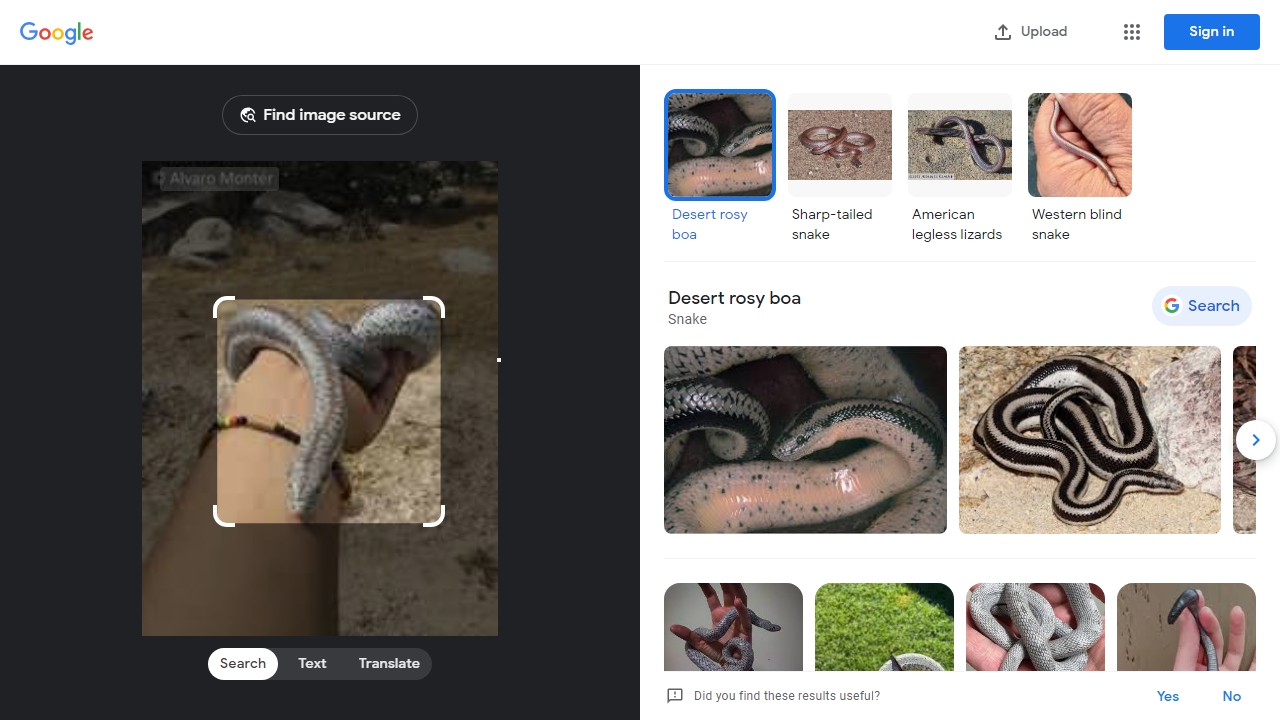 Google
Upload
Sign in
Find image source
© Alvaro Monter
Search
Text
Translate
Desert rosy
boa
Sharp-tailed
snake
American
legless lizards
Western blind
snake
Desert rosy boa
Snake
Search
Did you find these results useful?
Yes
No